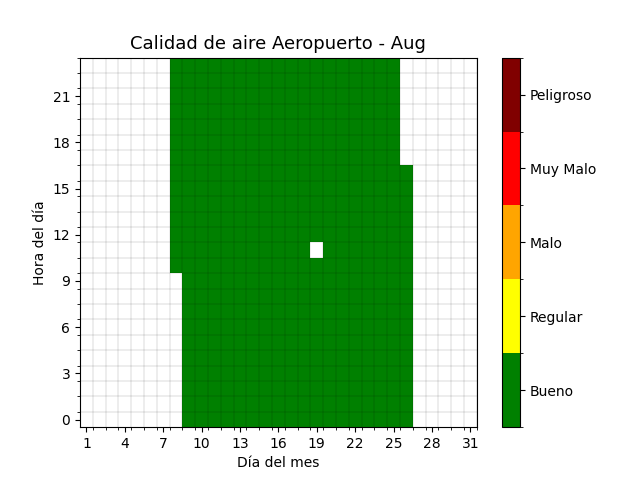 Calidad de aire Aeropuerto - Aug
Hora del día
21
18
15
12
9
6
3
0
1 4 7 10 13 16 19 22 25 28 31
Día del mes
Peligroso
Muy Malo
Malo
Regular
Bueno